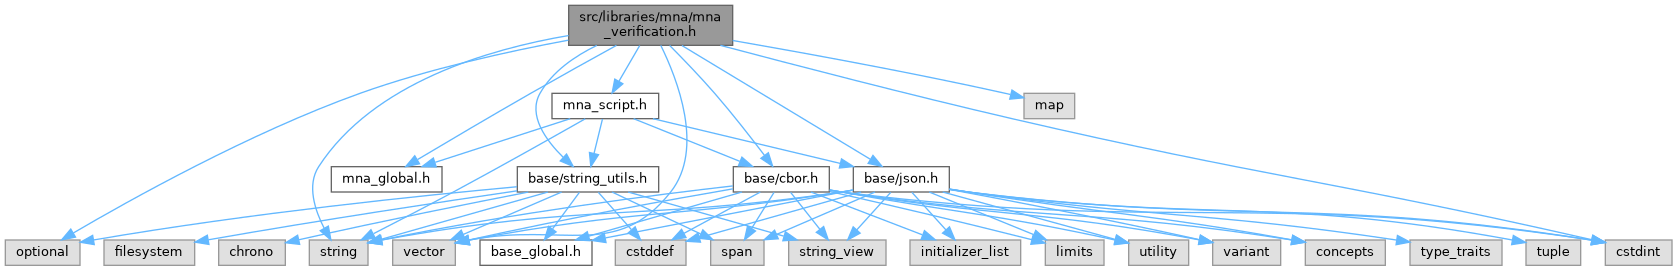 src/libraries/mna/mna
_verification.h
mna_script.h
map
mna_global.h
base/string_utils.h
base/cbor.h
base/json.h
optional
filesystem
chrono
string
vector
base_global.h
cstddef
span
string_view
initializer_list
limits
utility
variant
concepts
type_traits
tuple
cstdint